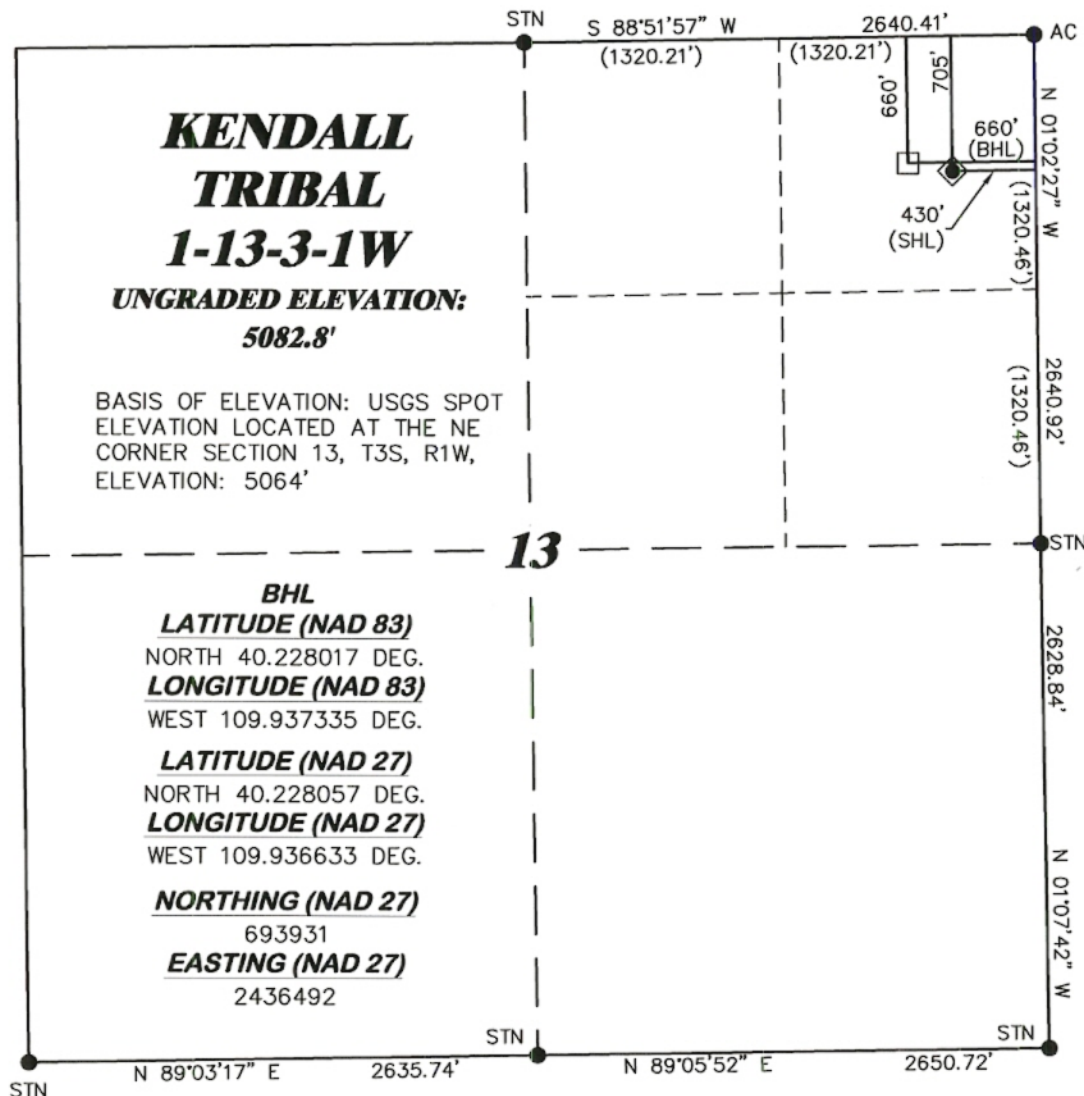 STN
S 88°51'57" W
2640.41'
AC
(1320.21')
(1320.21')
660'
705'
660'
(BHL)
430'
(SHL)
N 01°02'27" W
(1320.46')
2640.92'
(1320.46')
KENDALL
TRIBAL
1-13-3-1W
UNGRADED ELEVATION:
5082.8'
BASIS OF ELEVATION: USGS SPOT
ELEVATION LOCATED AT THE NE
CORNER SECTION 13, T3S, R1W,
ELEVATION: 5064'
13
STN
BHL
LATITUDE (NAD 83)
NORTH 40.228017 DEG.
LONGITUDE (NAD 83)
WEST 109.937335 DEG.
LATITUDE (NAD 27)
NORTH 40.228057 DEG.
LONGITUDE (NAD 27)
WEST 109.936633 DEG.
NORTHING (NAD 27)
693931
EASTING (NAD 27)
2436492
2628.84'
N 01°07'42" W
STN
N 89°03'17" E
2635.74'
STN
N 89°05'52" E
2650.72'
STN